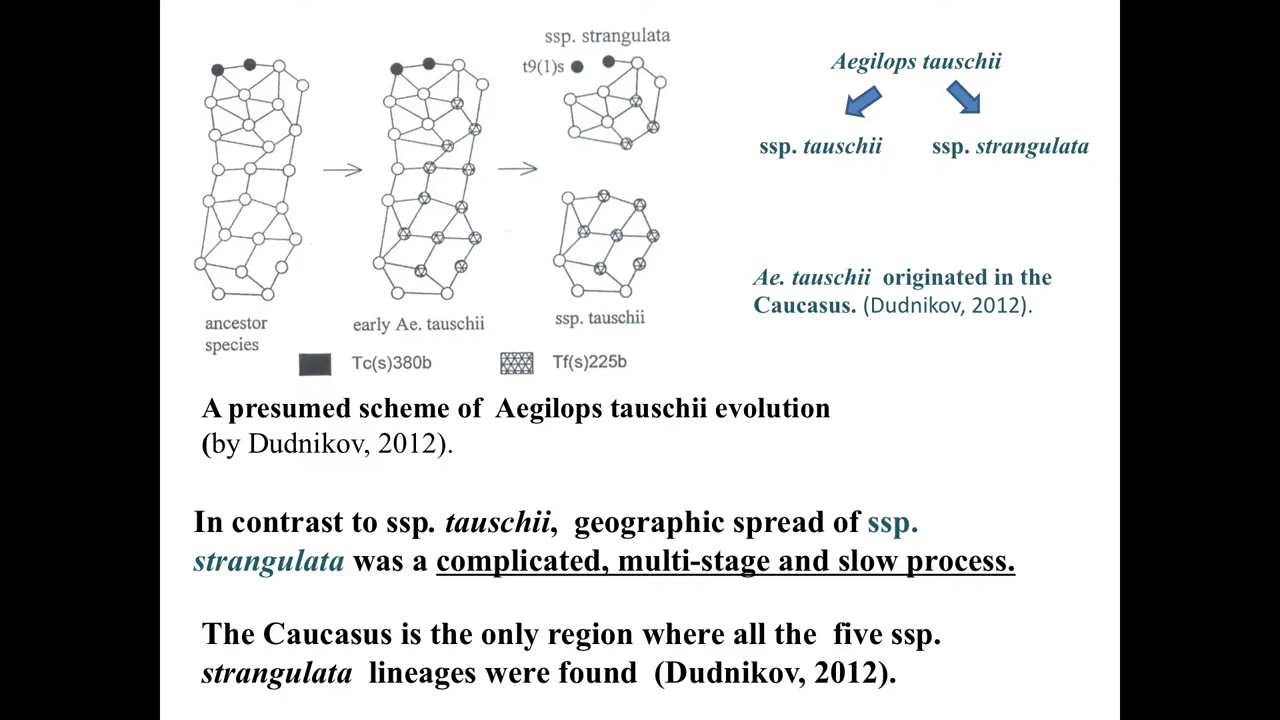 ssp. strangulata
t9(1)s
ancestor
species
early Ae. tauschii
ssp. tauschii
Tc(s)380b
Tf(s)225b
Aegilops tauschii
ssp. tauschii
ssp. strangulata
Ae. tauschii originated in the
Caucasus. (Dudnikov, 2012).
A presumed scheme of Aegilops tauschii evolution
(by Dudnikov, 2012).
In contrast to ssp. tauschii, geographic spread of ssp.
strangulata was a complicated, multi-stage and slow process.
The Caucasus is the only region where all the five ssp.
strangulata lineages were found (Dudnikov, 2012).